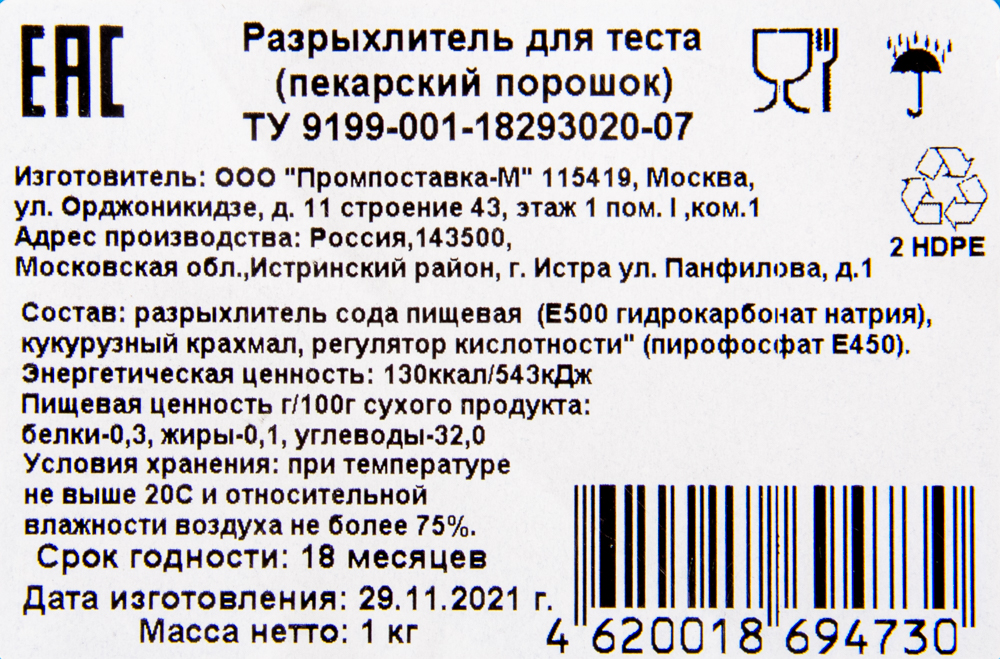 ЕАС
Разрыхлитель для теста
(пекарский порошок)
ТУ 9199-001-18293020-07
Изготовитель: ООО "Промпоставка-М" 115419, Москва,
ул. Орджоникидзе, д. 11 строение 43, этаж 1 пом. I ,ком.1
Адрес производства: Россия,143500,
Московская обл.,Истринский район, г. Истра ул. Панфилова, д.1
2 HDPE
Состав: разрыхлитель сода пищевая (Е500 гидрокарбонат натрия),
кукурузный крахмал, регулятор кислотности" (пирофосфат Е450).
Энергетическая ценность: 130ккал/543кДж
Пищевая ценность г/100г сухого продукта:
белки-0,3, жиры-0,1, углеводы-32,0
Условия хранения: при температуре
не выше 20С и относительной
влажности воздуха не более 75%.
Срок годности: 18 месяцев
Дата изготовления: 29.11.2021 г.
Масса нетто: 1 кг
4 620018 694730